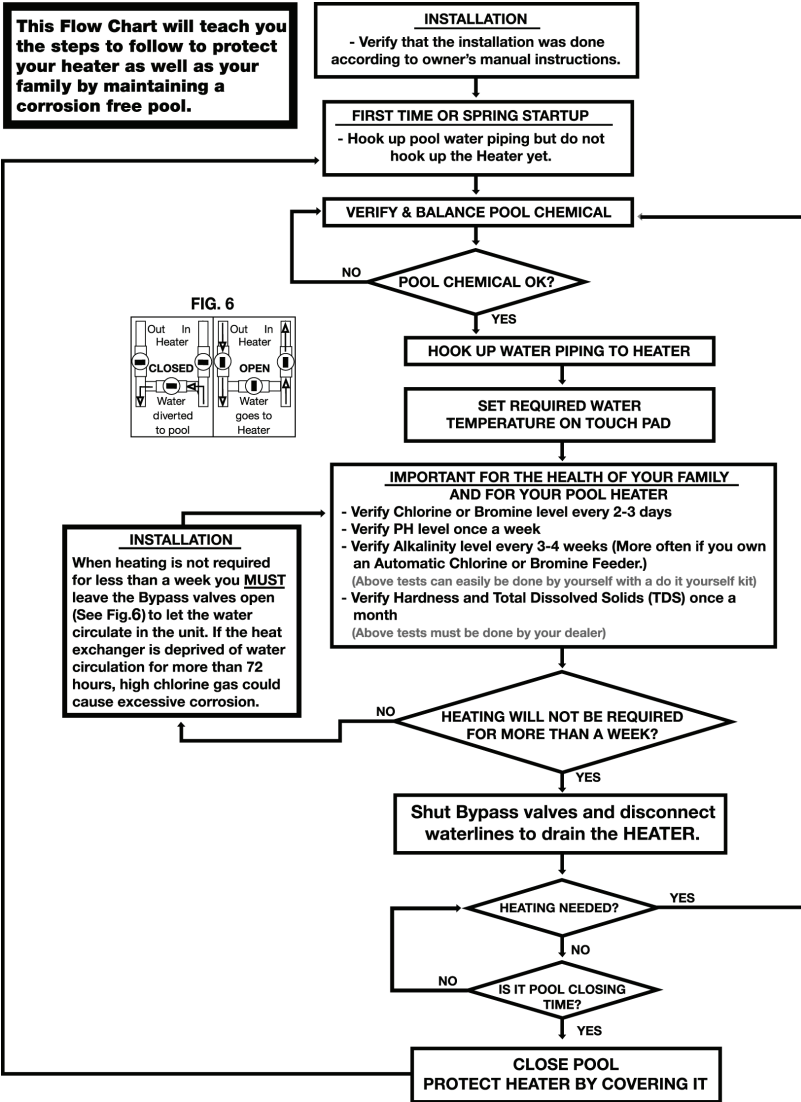 This Flow Chart will teach you
the steps to follow to protect
your heater as well as your
family by maintaining a
corrosion free pool.
INSTALLATION
- Verify that the installation was done
according to owner's manual instructions.
FIRST TIME OR SPRING STARTUP
- Hook up pool water piping but do not
hook up the Heater yet.
VERIFY & BALANCE POOL CHEMICAL
NO
POOL CHEMICAL OK?
YES
FIG. 6
Out In
Heater
CLOSED
Water
diverted
to pool
Out In
Heater
OPEN
Water
goes to
Heater
HOOK UP WATER PIPING TO HEATER
SET REQUIRED WATER
TEMPERATURE ON TOUCH PAD
IMPORTANT FOR THE HEALTH OF YOUR FAMILY
AND FOR YOUR POOL HEATER
- Verify Chlorine or Bromine level every 2-3 days
- Verify PH level once a week
- Verify Alkalinity level every 3-4 weeks (More often if you own
an Automatic Chlorine or Bromine Feeder.)
(Above tests can easily be done by yourself with a do it yourself kit)
- Verify Hardness and Total Dissolved Solids (TDS) once a
month
(Above tests must be done by your dealer)
INSTALLATION
When heating is not required
for less than a week you MUST
leave the Bypass valves open
(See Fig.6) to let the water
circulate in the unit. If the heat
exchanger is deprived of water
circulation for more than 72
hours, high chlorine gas could
cause excessive corrosion.
NO
HEATING WILL NOT BE REQUIRED
FOR MORE THAN A WEEK?
YES
Shut Bypass valves and disconnect
waterlines to drain the HEATER.
HEATING NEEDED?
YES
NO
NO
IS IT POOL CLOSING
TIME?
YES
CLOSE POOL
PROTECT HEATER BY COVERING IT